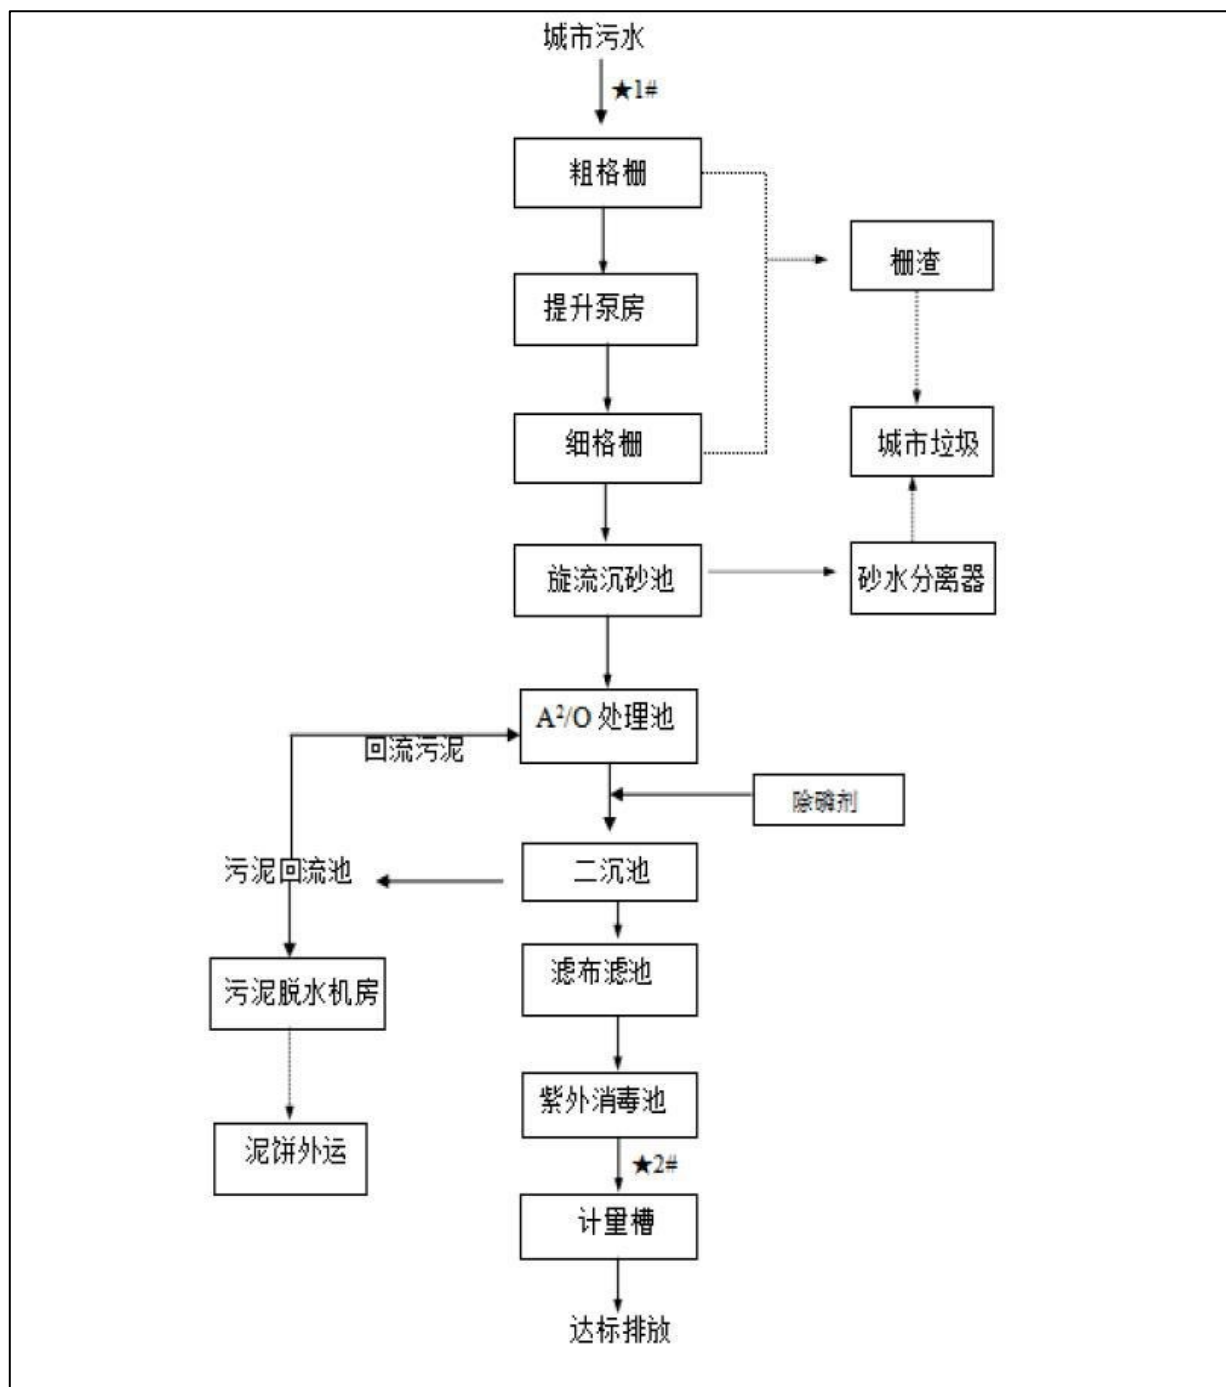 城市污水
★1#
粗格栅
栅渣
提升泵房
细格栅
城市垃圾
旋流沉砂池
砂水分离器
A²/O 处理池
回流污泥
除磷剂
污泥回流池
二沉池
滤布滤池
污泥脱水机房
紫外消毒池
泥饼外运
★2#
计量槽
达标排放